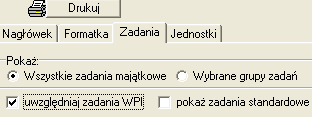 Drukuj
Nagłówek Formatka Zadania Jednostki
Pokaż:
Wszystkie zadania majątkowe Wybrane grupy zadań
uwzględniaj zadania WPI pokaż zadania standardowe